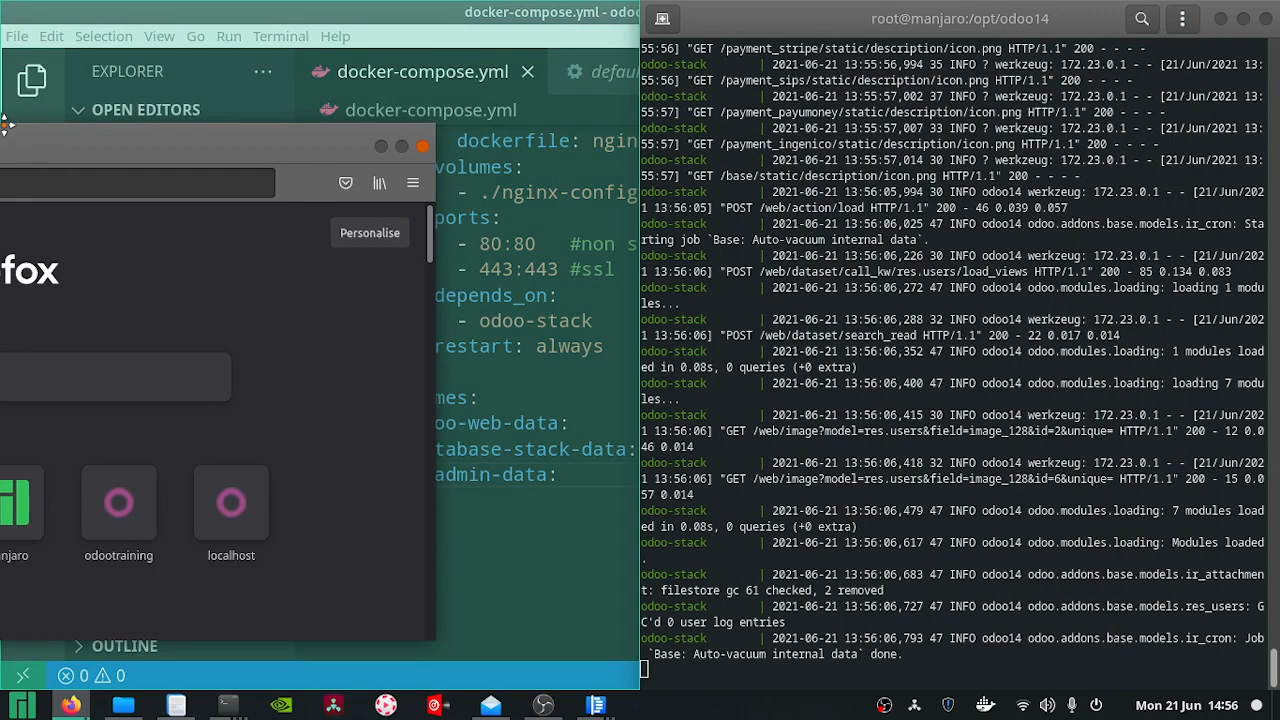 docker-compose.yml - odoo
File Edit Selection View Go Run Terminal Help
EXPLORER ···
docker-compose.yml
OPEN EDITORS
docker-compose.yml
dockerfile: ngin
volumes:
- ./nginx-config
ports:
- 80:80 #non s
- 443:443 #ssl
depends_on:
- odoo-stack
restart: always
mes:
oo-web-data:
tabase-stack-data:
admin-data:
Personalise
fox
njaro
odootraining
localhost
OUTLINE
0 0
root@manjaro:/opt/odoo14
55:56] "GET /payment_stripe/static/description/icon.png HTTP/1.1" 200 - - - -
odoo-stack | 2021-06-21 13:55:56,994 35 INFO ? werkzeug: 172.23.0.1 - - [21/Jun/2021 13:
55:56] "GET /payment_sips/static/description/icon.png HTTP/1.1" 200 - - - -
odoo-stack | 2021-06-21 13:55:57,002 37 INFO ? werkzeug: 172.23.0.1 - - [21/Jun/2021 13:
55:57] "GET /payment_payumoney/static/description/icon.png HTTP/1.1" 200 - - - -
odoo-stack | 2021-06-21 13:55:57,007 33 INFO ? werkzeug: 172.23.0.1 - - [21/Jun/2021 13:
55:57] "GET /payment_ingenico/static/description/icon.png HTTP/1.1" 200 - - - -
odoo-stack | 2021-06-21 13:55:57,014 30 INFO ? werkzeug: 172.23.0.1 - - [21/Jun/2021 13:
55:57] "GET /base/static/description/icon.png HTTP/1.1" 200 - - - -
odoo-stack | 2021-06-21 13:56:05,994 30 INFO odoo14 werkzeug: 172.23.0.1 - - [21/Jun/202
1 13:56:05] "POST /web/action/load HTTP/1.1" 200 - 46 0.039 0.057
odoo-stack | 2021-06-21 13:56:06,025 47 INFO odoo14 odoo.addons.base.models.ir_cron: Sta
rting job `Base: Auto-vacuum internal data`.
odoo-stack | 2021-06-21 13:56:06,226 30 INFO odoo14 werkzeug: 172.23.0.1 - - [21/Jun/202
1 13:56:06] "POST /web/dataset/call_kw/res.users/load_views HTTP/1.1" 200 - 85 0.134 0.083
odoo-stack | 2021-06-21 13:56:06,272 47 INFO odoo14 odoo.modules.loading: loading 1 modu
les...
odoo-stack | 2021-06-21 13:56:06,288 32 INFO odoo14 werkzeug: 172.23.0.1 - - [21/Jun/202
1 13:56:06] "POST /web/dataset/search_read HTTP/1.1" 200 - 22 0.017 0.014
odoo-stack | 2021-06-21 13:56:06,352 47 INFO odoo14 odoo.modules.loading: 1 modules load
ed in 0.08s, 0 queries (+0 extra)
odoo-stack | 2021-06-21 13:56:06,400 47 INFO odoo14 odoo.modules.loading: loading 7 modu
les...
odoo-stack | 2021-06-21 13:56:06,415 30 INFO odoo14 werkzeug: 172.23.0.1 - - [21/Jun/202
1 13:56:06] "GET /web/image?model=res.users&field=image_128&id=2&unique= HTTP/1.1" 200 - 12 0.0
46 0.014
odoo-stack | 2021-06-21 13:56:06,418 32 INFO odoo14 werkzeug: 172.23.0.1 - - [21/Jun/202
1 13:56:06] "GET /web/image?model=res.users&field=image_128&id=6&unique= HTTP/1.1" 200 - 15 0.0
57 0.014
odoo-stack | 2021-06-21 13:56:06,479 47 INFO odoo14 odoo.modules.loading: 7 modules load
ed in 0.08s, 0 queries (+0 extra)
odoo-stack | 2021-06-21 13:56:06,617 47 INFO odoo14 odoo.modules.loading: Modules loaded
.
odoo-stack | 2021-06-21 13:56:06,683 47 INFO odoo14 odoo.addons.base.models.ir_attachmen
t: filestore gc 61 checked, 2 removed
odoo-stack | 2021-06-21 13:56:06,727 47 INFO odoo14 odoo.addons.base.models.res_users: G
C'd 0 user log entries
odoo-stack | 2021-06-21 13:56:06,793 47 INFO odoo14 odoo.addons.base.models.ir_cron: Job
`Base: Auto-vacuum internal data` done.
Mon 21 Jun 14:56